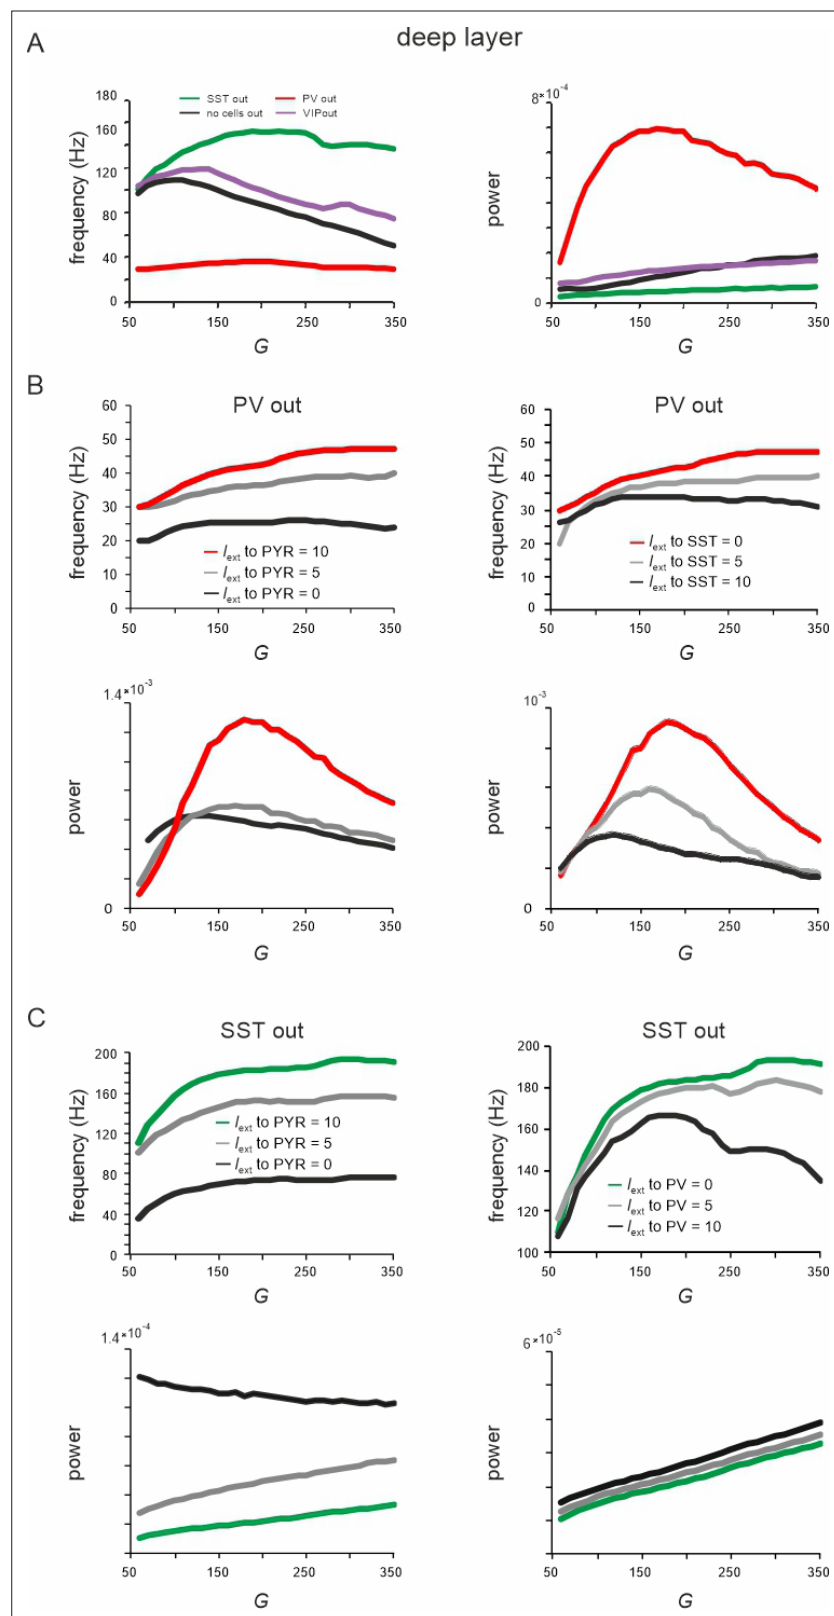 deep layer
A
180
160
120
80
40
0
frequency (Hz)
SST out
PV out
no cells out
VIPout
50
150
250
350
G
8*10⁻⁴
power
0
50
150
250
350
G
B
PV out
60
50
40
30
20
10
0
frequency (Hz)
Iext to PYR = 10
Iext to PYR = 5
Iext to PYR = 0
50
150
250
350
G
PV out
60
50
40
30
20
10
0
frequency (Hz)
Iext to SST = 0
Iext to SST = 5
Iext to SST = 10
50
150
250
350
G
1.4*10⁻³
power
0
50
150
250
350
G
10⁻³
power
0
50
150
250
350
G
C
SST out
200
160
120
80
40
0
frequency (Hz)
Iext to PYR = 10
Iext to PYR = 5
Iext to PYR = 0
50
150
250
350
G
SST out
200
180
160
140
120
100
frequency (Hz)
Iext to PV = 0
Iext to PV = 5
Iext to PV = 10
50
150
250
350
G
1.4*10⁻⁴
power
0
50
150
250
350
G
6*10⁻⁵
power
0
50
150
250
350
G